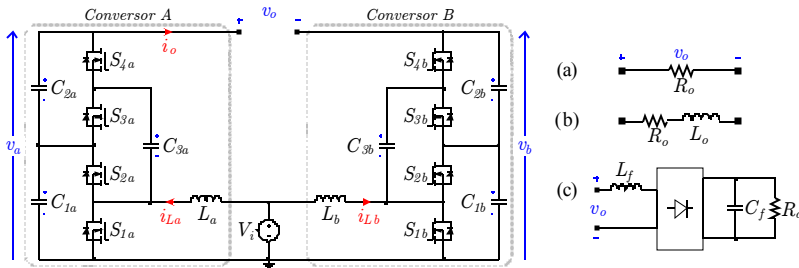 Conversor A
Conversor B
+ v_o −
i_o
S_4a
S_4b
C_2a
C_2b
S_3a
S_3b
C_3a
C_3b
v_a
v_b
S_2a
S_2b
C_1a
C_1b
i_La
L_a
L_b
i_Lb
S_1a
V_i
S_1b
(a)
+ v_o −
R_o
(b)
R_o
L_o
(c)
L_f
+
v_o
−
C_f
R_o